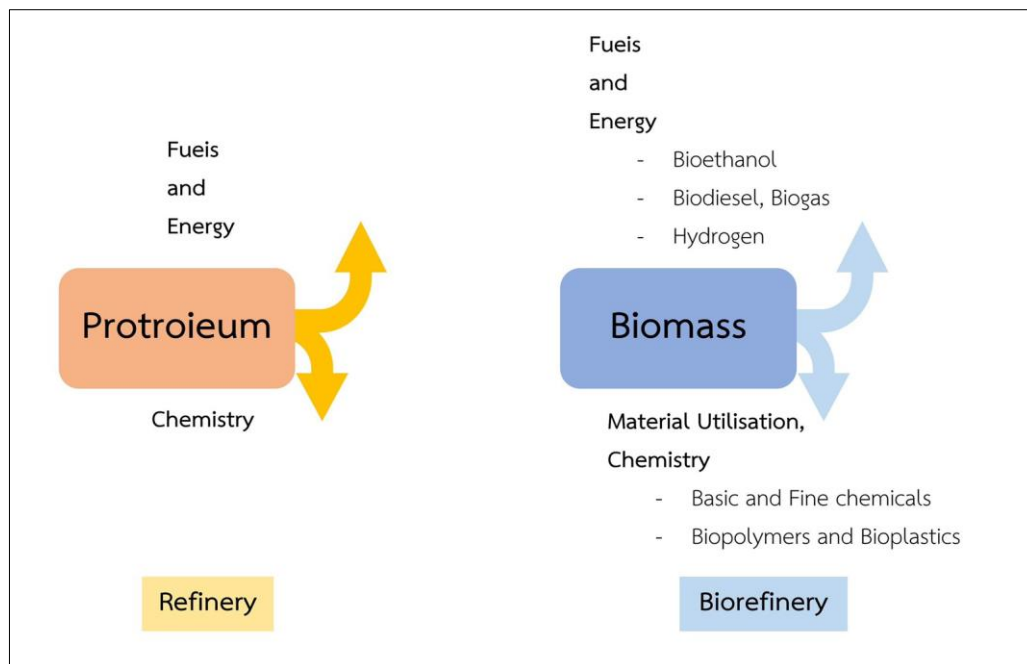 Fueis
and
Energy
Protroieum
Chemistry
Refinery
Fueis
and
Energy
- Bioethanol
- Biodiesel, Biogas
- Hydrogen
Biomass
Material Utilisation,
Chemistry
- Basic and Fine chemicals
- Biopolymers and Bioplastics
Biorefinery